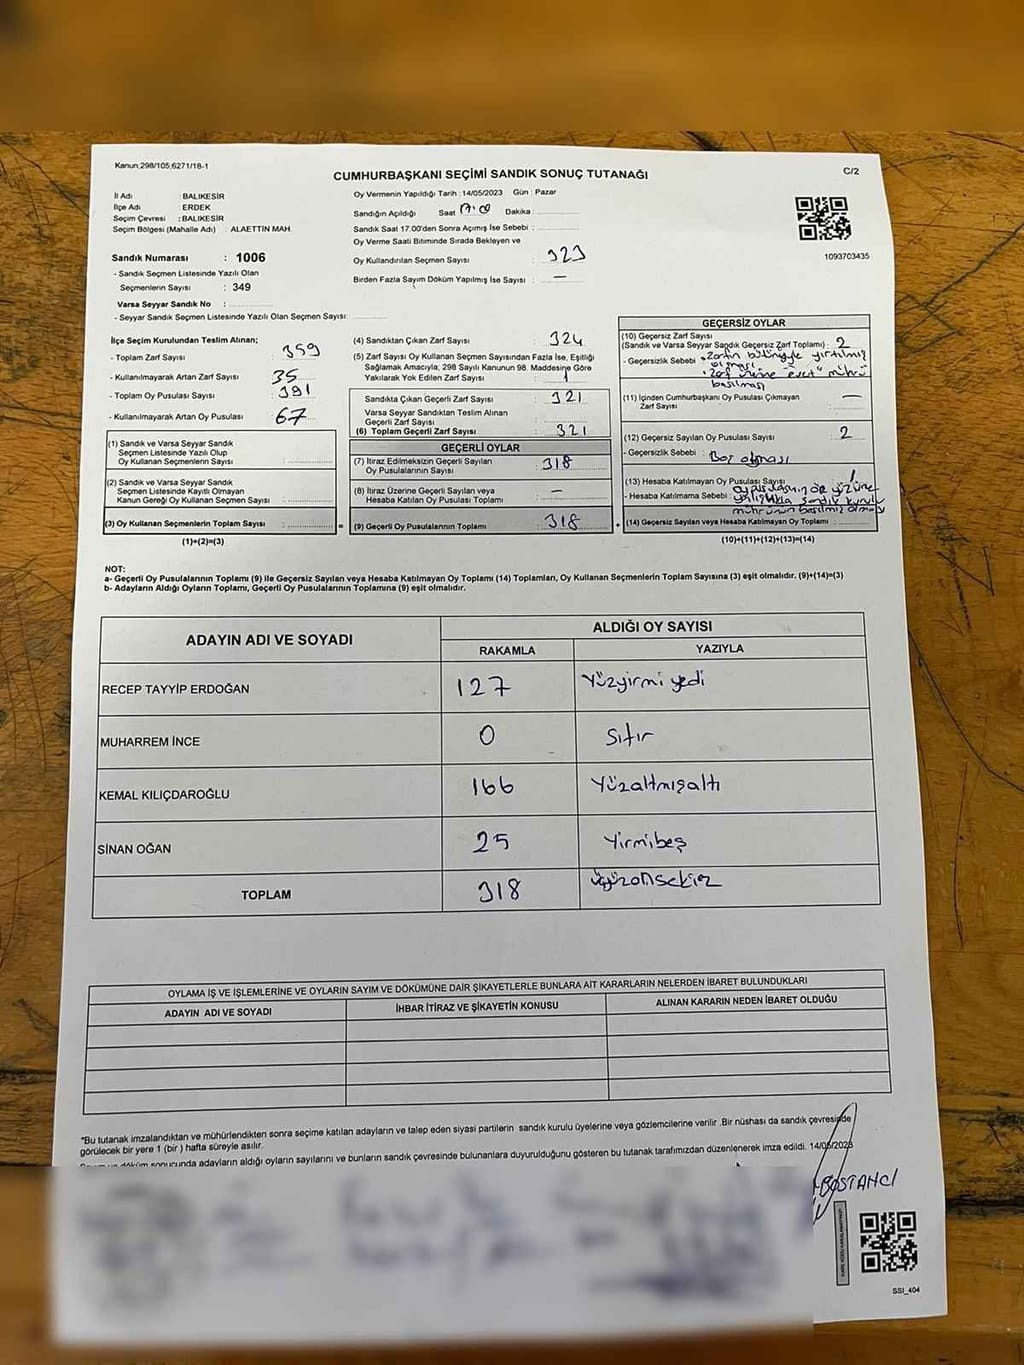 Kanun;298/105;6271/18-1
C/2
CUMHURBAŞKANI SEÇİMİ SANDIK SONUÇ TUTANAĞI
İl Adı : BALIKESİR
İlçe Adı : ERDEK
Seçim Çevresi : BALIKESİR
Seçim Bölgesi (Mahalle Adı) : ALAETTİN MAH.
Sandık Numarası : 1006
- Sandık Seçmen Listesinde Yazılı Olan
Seçmenlerin Sayısı : 349
Varsa Seyyar Sandık No :
- Seyyar Sandık Seçmen Listesinde Yazılı Olan Seçmen Sayısı:
Oy Vermenin Yapıldığı Tarih : 14/05/2023 Gün : Pazar
Sandığın Açıldığı Saat Dakika :
Sandık Saat 17.00'den Sonra Açımış İse Sebebi :
Oy Verme Saati Bitiminde Sırada Bekleyen ve
Oy Kullandırılan Seçmen Sayısı : 323
Birden Fazla Sayım Döküm Yapılmış İse Sayısı : —
1093703435
İlçe Seçim Kurulundan Teslim Alınan;
- Toplam Zarf Sayısı : 359
- Kullanılmayarak Artan Zarf Sayısı : 35
- Toplam Oy Pusulası Sayısı : 391
- Kullanılmayarak Artan Oy Pusulası : 67
(1) Sandık ve Varsa Seyyar Sandık
Seçmen Listesinde Yazılı Olup
Oy Kullanan Seçmenlerin Sayısı :
(2) Sandık ve Varsa Seyyar Sandık
Seçmen Listesinde Kayıtlı Olmayan
Kanun Gereği Oy Kullanan Seçmen Sayısı :
(3) Oy Kullanan Seçmenlerin Toplam Sayısı :
(1)+(2)=(3)
(4) Sandıktan Çıkan Zarf Sayısı : 324
(5) Zarf Sayısı Oy Kullanan Seçmen Sayısından Fazla İse, Eşitliği
Sağlamak Amacıyla, 298 Sayılı Kanunun 98. Maddesine Göre
Yakılarak Yok Edilen Zarf Sayısı : 1
Sandıkta Çıkan Geçerli Zarf Sayısı : 321
Varsa Seyyar Sandıktan Teslim Alınan
Geçerli Zarf Sayısı :
(6) Toplam Geçerli Zarf Sayısı : 321
GEÇERLİ OYLAR
(7) İtiraz Edilmeksizin Geçerli Sayılan
Oy Pusulalarının Sayısı : 318
(8) İtiraz Üzerine Geçerli Sayılan veya
Hesaba Katılan Oy Pusulası Toplamı : —
= (9) Geçerli Oy Pusulalarının Toplamı : 318
GEÇERSİZ OYLAR
(10) Geçersiz Zarf Sayısı
(Sandık ve Varsa Seyyar Sandık Geçersiz Zarf Toplamı) : 2
- Geçersizlik Sebebi : • Zarfın bütünüyle yırtılmış
olması
• Zarf üzerine "evet" mührü
basılması
(11) İçinden Cumhurbaşkanı Oy Pusulası Çıkmayan
Zarf Sayısı : —
(12) Geçersiz Sayılan Oy Pusulası Sayısı : 2
- Geçersizlik Sebebi : Boş olması
(13) Hesaba Katılmayan Oy Pusulası Sayısı : 1
- Hesaba Katılmama Sebebi : oy pusulasının ön yüzüne
yanlışlıkla sandık kurulu
mührünün basılmış olması
+ (14) Geçersiz Sayılan veya Hesaba Katılmayan Oy Toplamı :
(10)+(11)+(12)+(13)=(14)
NOT:
a- Geçerli Oy Pusulalarının Toplamı (9) ile Geçersiz Sayılan veya Hesaba Katılmayan Oy Toplamı (14) Toplamları, Oy Kullanan Seçmenlerin Toplam Sayısına (3) eşit olmalıdır. (9)+(14)=(3)
b- Adayların Aldığı Oyların Toplamı, Geçerli Oy Pusulalarının Toplamına (9) eşit olmalıdır.
ADAYIN ADI VE SOYADI ALDIĞI OY SAYISI
RAKAMLA YAZIYLA
RECEP TAYYİP ERDOĞAN 127 Yüzyirmi yedi
MUHARREM İNCE 0 Sıfır
KEMAL KILIÇDAROĞLU 166 Yüzaltmışaltı
SİNAN OĞAN 25 Yirmibeş
TOPLAM 318 üçyüzonsekiz
OYLAMA İŞ VE İŞLEMLERİNE VE OYLARIN SAYIM VE DÖKÜMÜNE DAİR ŞİKAYETLERLE BUNLARA AİT KARARLARIN NELERDEN İBARET BULUNDUKLARI
ADAYIN ADI VE SOYADI İHBAR İTİRAZ VE ŞİKAYETİN KONUSU ALINAN KARARIN NEDEN İBARET OLDUĞU
*Bu tutanak imzalandıktan ve mühürlendikten sonra seçime katılan adayların ve talep eden siyasi partilerin sandık kurulu üyelerine veya gözlemcilerine verilir .Bir nüshası da sandık çevresinde
görülecek bir yere 1 (bir ) hafta süreyle asılır.
sonucunda adayların aldığı oyların sayılarını ve bunların sandık çevresinde bulunanlara duyurulduğunu gösteren bu tutanak tarafımızdan düzenlenerek imza edildi. 14/05/2023
BOSTANCI
SSI_404